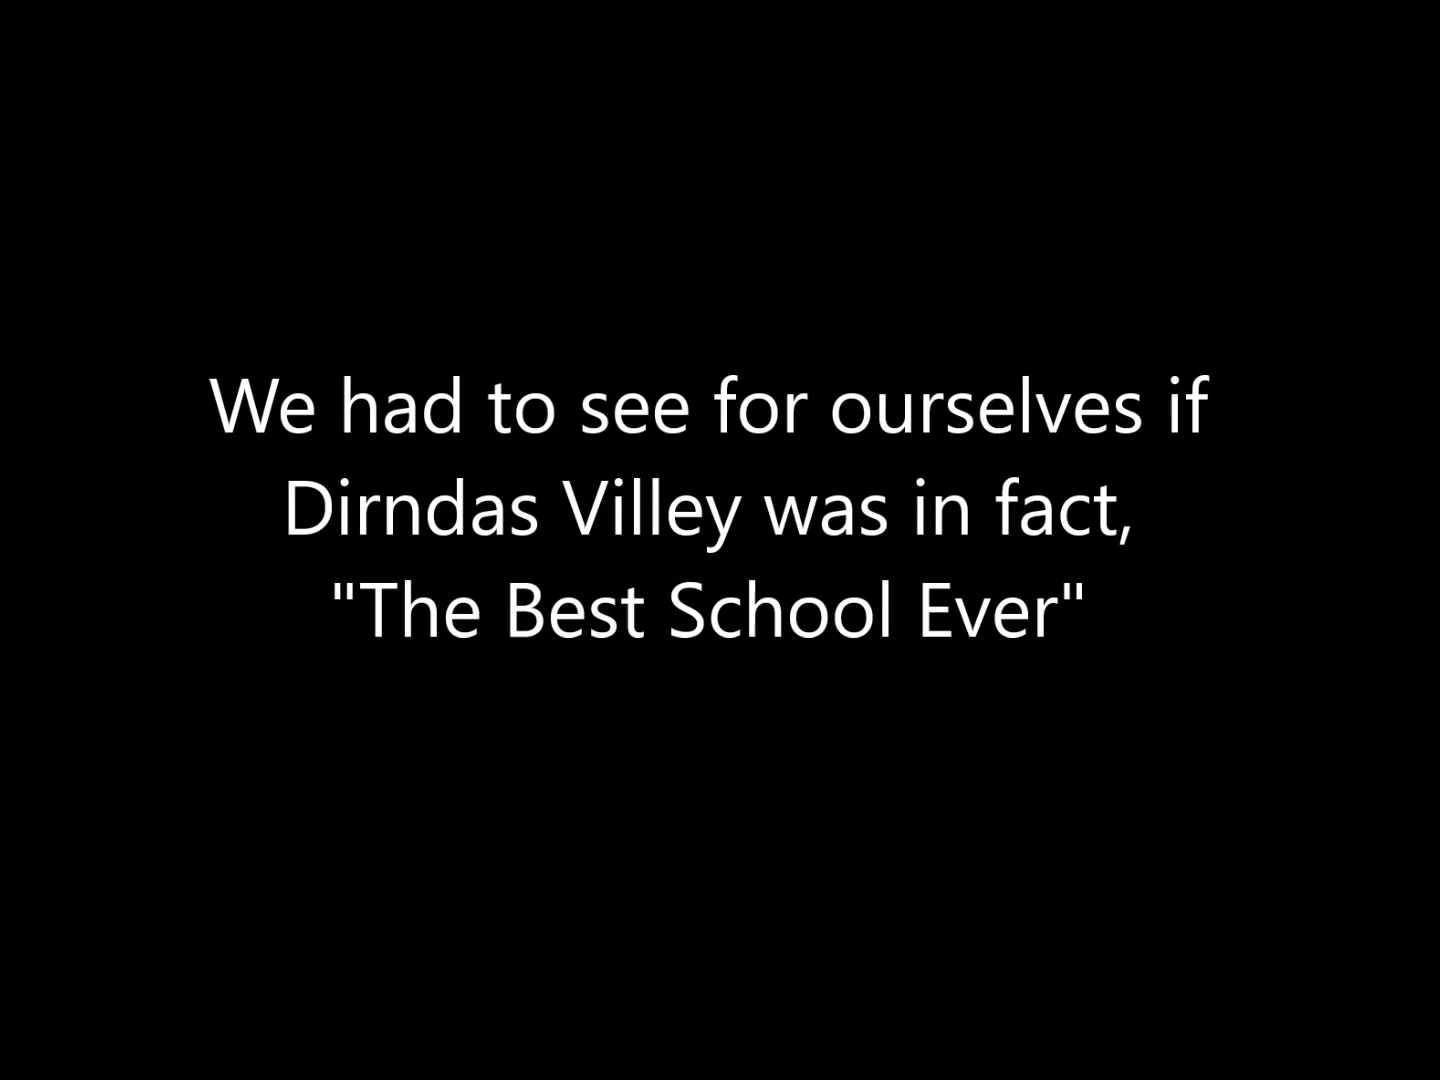 We had to see for ourselves if
Dirndas Villey was in fact,
"The Best School Ever"